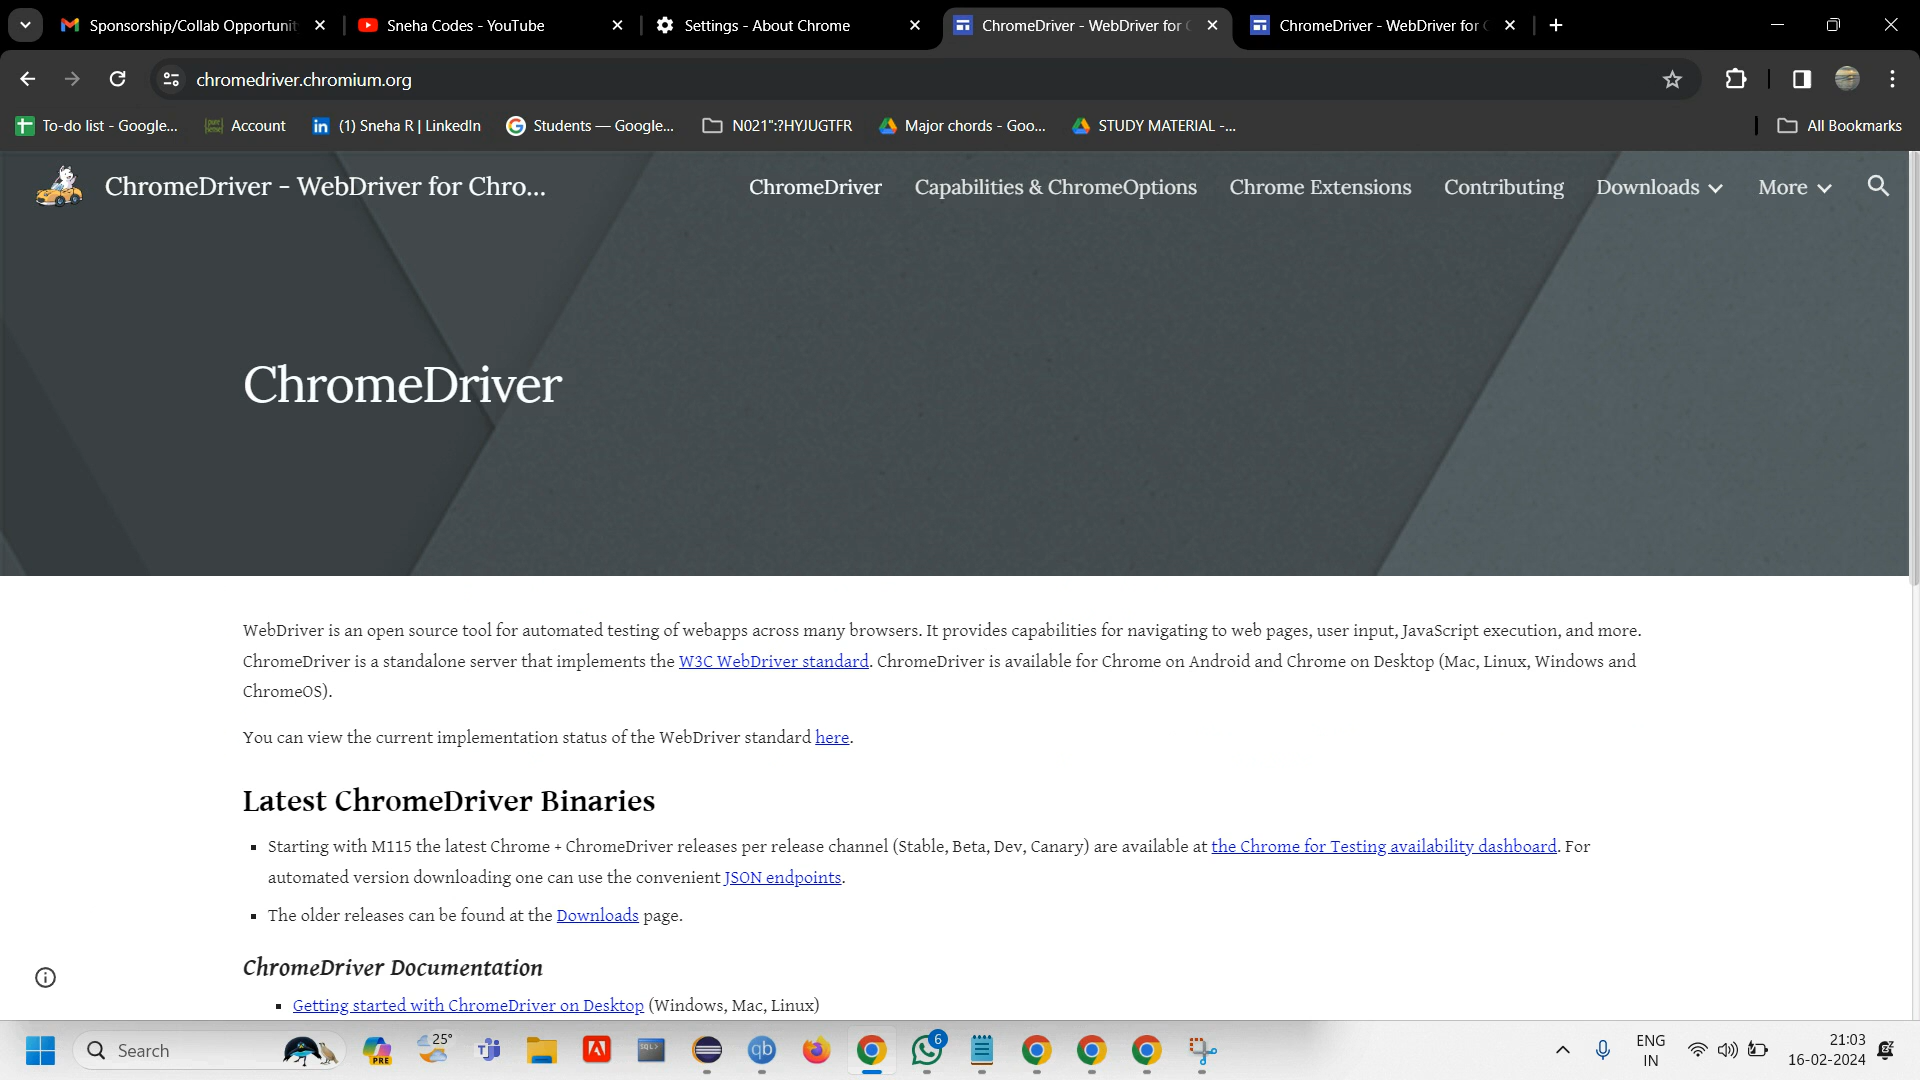 Sponsorship/Collab Opportunit
Sneha Codes - YouTube
Settings - About Chrome
ChromeDriver - WebDriver for
ChromeDriver - WebDriver for
chromedriver.chromium.org
To-do list - Google...
Account
(1) Sneha R | LinkedIn
Students — Google...
N021":?HYJUGTFR
Major chords - Goo...
STUDY MATERIAL -...
All Bookmarks
ChromeDriver - WebDriver for Chro...
ChromeDriver
Capabilities & ChromeOptions
Chrome Extensions
Contributing
Downloads
More
ChromeDriver
WebDriver is an open source tool for automated testing of webapps across many browsers. It provides capabilities for navigating to web pages, user input, JavaScript execution, and more.
ChromeDriver is a standalone server that implements the W3C WebDriver standard. ChromeDriver is available for Chrome on Android and Chrome on Desktop (Mac, Linux, Windows and
ChromeOS).
You can view the current implementation status of the WebDriver standard here.
Latest ChromeDriver Binaries
Starting with M115 the latest Chrome + ChromeDriver releases per release channel (Stable, Beta, Dev, Canary) are available at the Chrome for Testing availability dashboard. For
automated version downloading one can use the convenient JSON endpoints.
The older releases can be found at the Downloads page.
ChromeDriver Documentation
Getting started with ChromeDriver on Desktop (Windows, Mac, Linux)
Search
PRE
25°
SQL>
qb
6
ENG
IN
21:03
16-02-2024